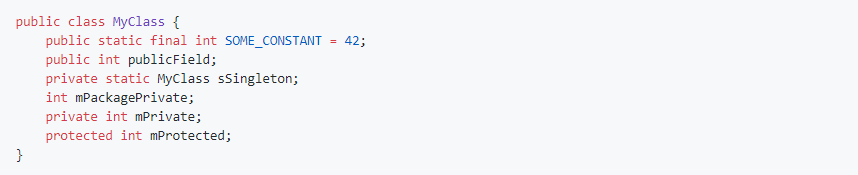 public class MyClass {
    public static final int SOME_CONSTANT = 42;
    public int publicField;
    private static MyClass sSingleton;
    int mPackagePrivate;
    private int mPrivate;
    protected int mProtected;
}